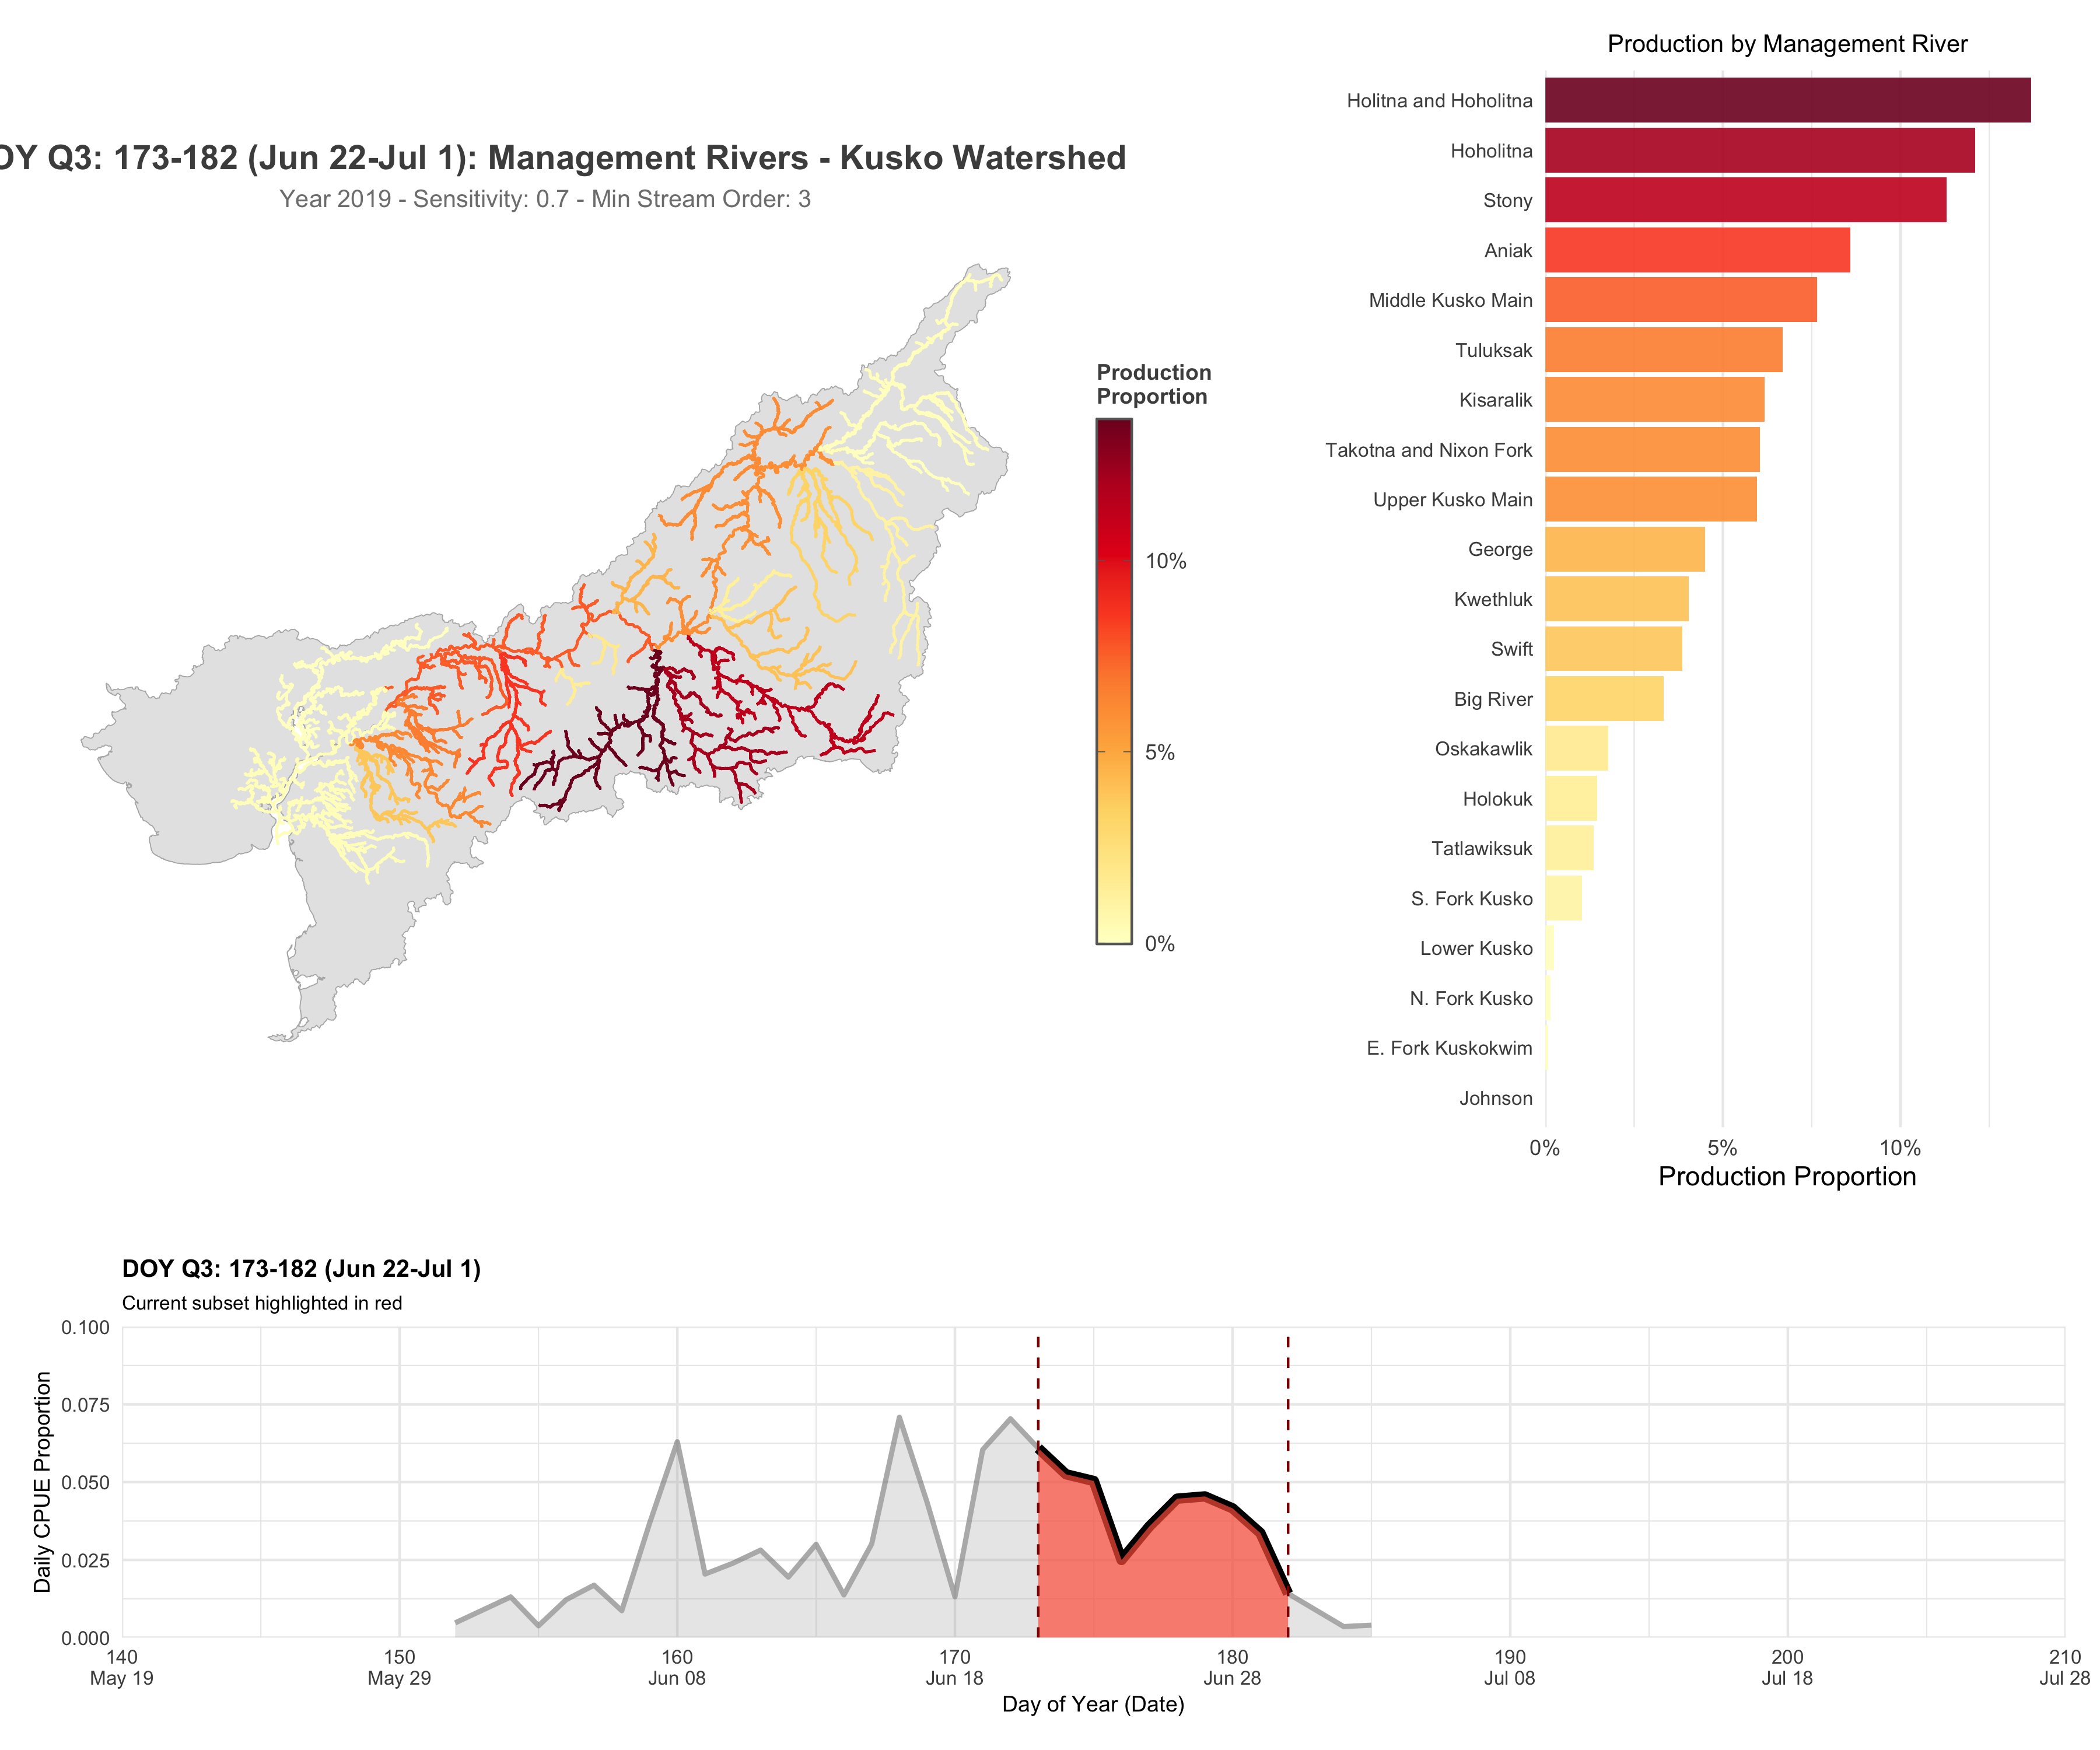 OY Q3: 173-182 (Jun 22-Jul 1): Management Rivers - Kusko Watershed
Year 2019 - Sensitivity: 0.7 - Min Stream Order: 3
Production
Proportion
10%
5%
0%
Production by Management River
Holitna and Hoholitna
Hoholitna
Stony
Aniak
Middle Kusko Main
Tuluksak
Kisaralik
Takotna and Nixon Fork
Upper Kusko Main
George
Kwethluk
Swift
Big River
Oskakawlik
Holokuk
Tatlawiksuk
S. Fork Kusko
Lower Kusko
N. Fork Kusko
E. Fork Kuskokwim
Johnson
0% 5% 10%
Production Proportion
DOY Q3: 173-182 (Jun 22-Jul 1)
Current subset highlighted in red
Daily CPUE Proportion
0.100
0.075
0.050
0.025
0.000
140 150 160 170 180 190 200 210
May 19 May 29 Jun 08 Jun 18 Jun 28 Jul 08 Jul 18 Jul 28
Day of Year (Date)